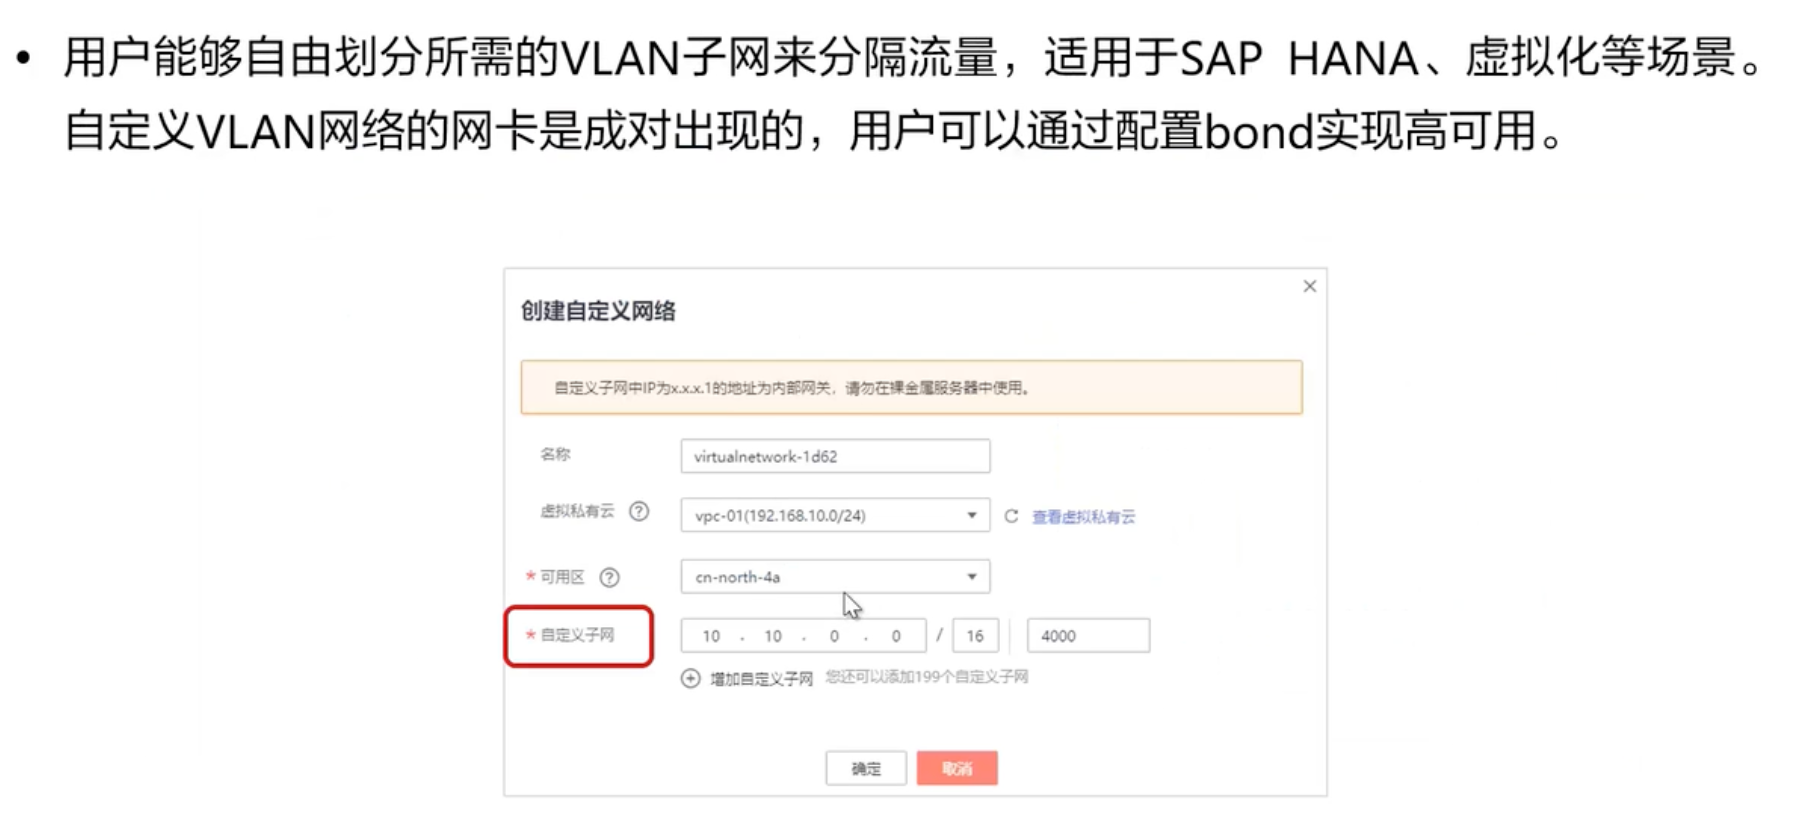 • 用户能够自由划分所需的VLAN子网来分隔流量，适用于SAP HANA、虚拟化等场景。
自定义VLAN网络的网卡是成对出现的，用户可以通过配置bond实现高可用。
创建自定义网络
自定义子网中IP为x.x.x.1的地址为内部网关，请勿在裸金属服务器中使用。
名称 virtualnetwork-1d62
虚拟私有云 ? vpc-01(192.168.10.0/24) C 查看虚拟私有云
* 可用区 ? cn-north-4a
* 自定义子网 10 . 10 . 0 . 0 / 16 4000
增加自定义子网 您还可以添加199个自定义子网
确定 取消